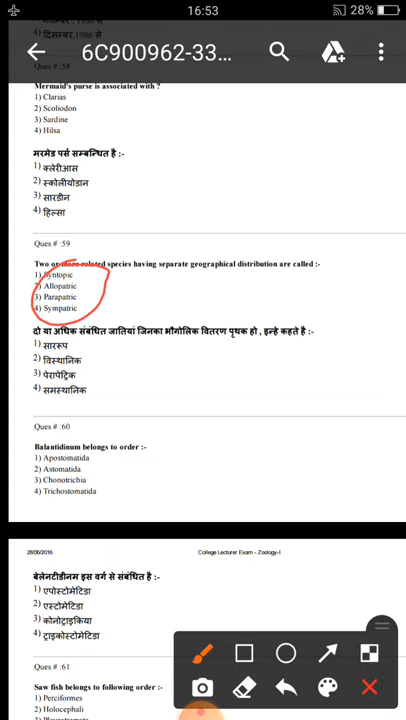 16:53
28%
6C900962-33...
4) दिसम्बर,1986 से
Ques # :58
Mermaid's purse is associated with ?
1) Clarias
2) Scoliodon
3) Sardine
4) Hilsa
मरमेड पर्स सम्बन्धित है :-
1) क्लेरीआस
2) स्कोलीयोडान
3) सारडीन
4) हिल्सा
Ques # :59
Two or more related species having separate geographical distribution are called :-
1) Syntopic
2) Allopatric
3) Parapatric
4) Sympatric
दो या अधिक संबंधित जातियां जिनका भौगोलिक वितरण पृथक हो , इन्हे कहते है :-
1) सारूप
2) विस्थानिक
3) पेरापेट्रिक
4) समस्थानिक
Ques # :60
Balantidinum belongs to order :-
1) Apostomatida
2) Astomatida
3) Chonotrichia
4) Trichostomatida
28/06/2016 College Lecturer Exam - Zoology-I
बेलेनटीडीनम इस वर्ग से संबंधित है :-
1) एपोस्टोमेटिडा
2) एस्टोमेटिडा
3) कोनोट्राइकिया
4) ट्राइकोस्टोमेटिडा
Ques # :61
Saw fish belongs to following order :-
1) Perciformes
2) Holocephali